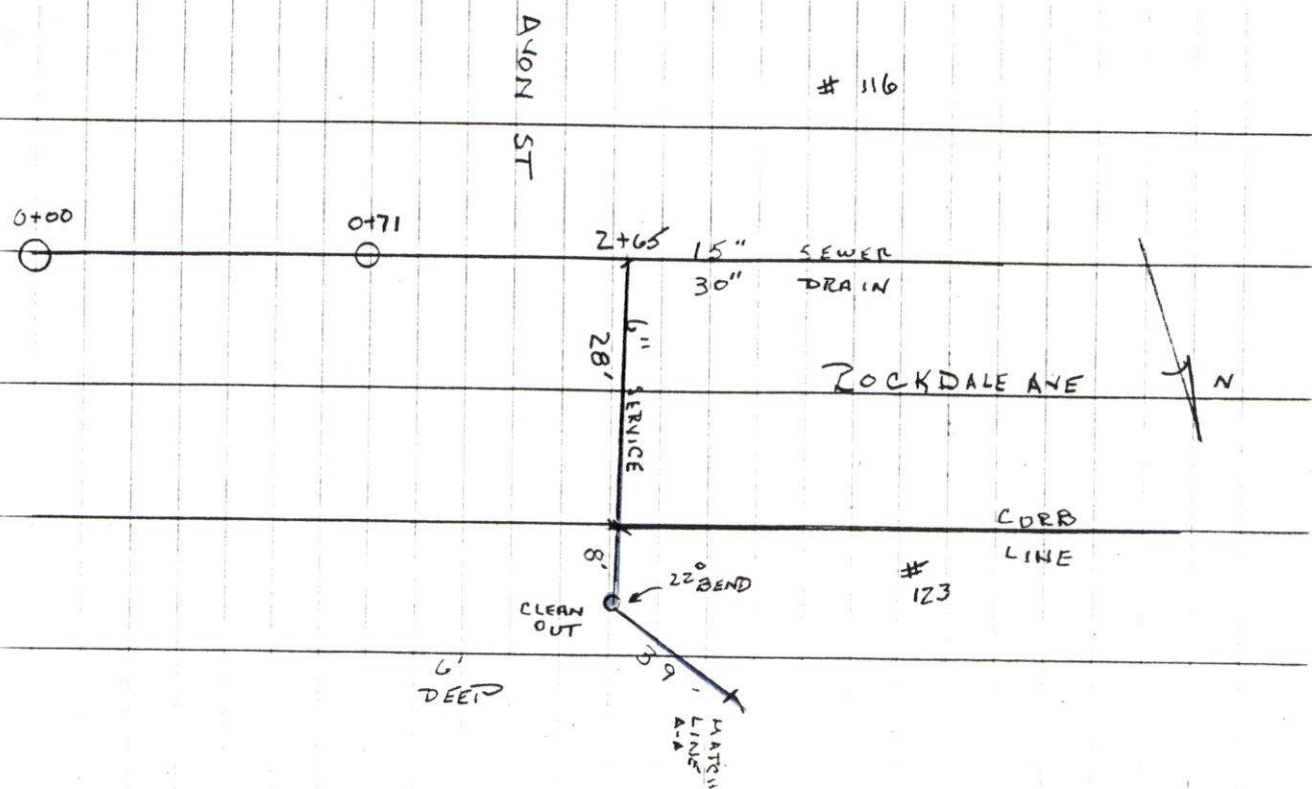 AVON ST
# 116
0+00
0+71
2+65
15" SEWER
30" DRAIN
6" SERVICE
28'
ROCKDALE AVE
N
CURB
LINE
8'
22° BEND
#
123
CLEAN
OUT
39'
6'
DEEP
MATCH
LINE
A-A